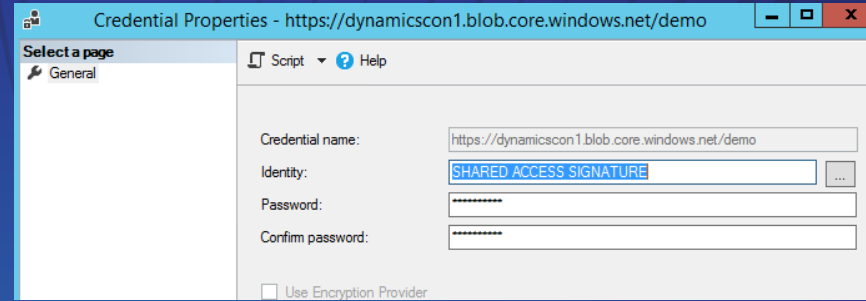 Credential Properties - https://dynamicscon1.blob.core.windows.net/demo
Select a page
General
Script Help
Credential name: https://dynamicscon1.blob.core.windows.net/demo
Identity: SHARED ACCESS SIGNATURE ...
Password: **********
Confirm password: **********
Use Encryption Provider